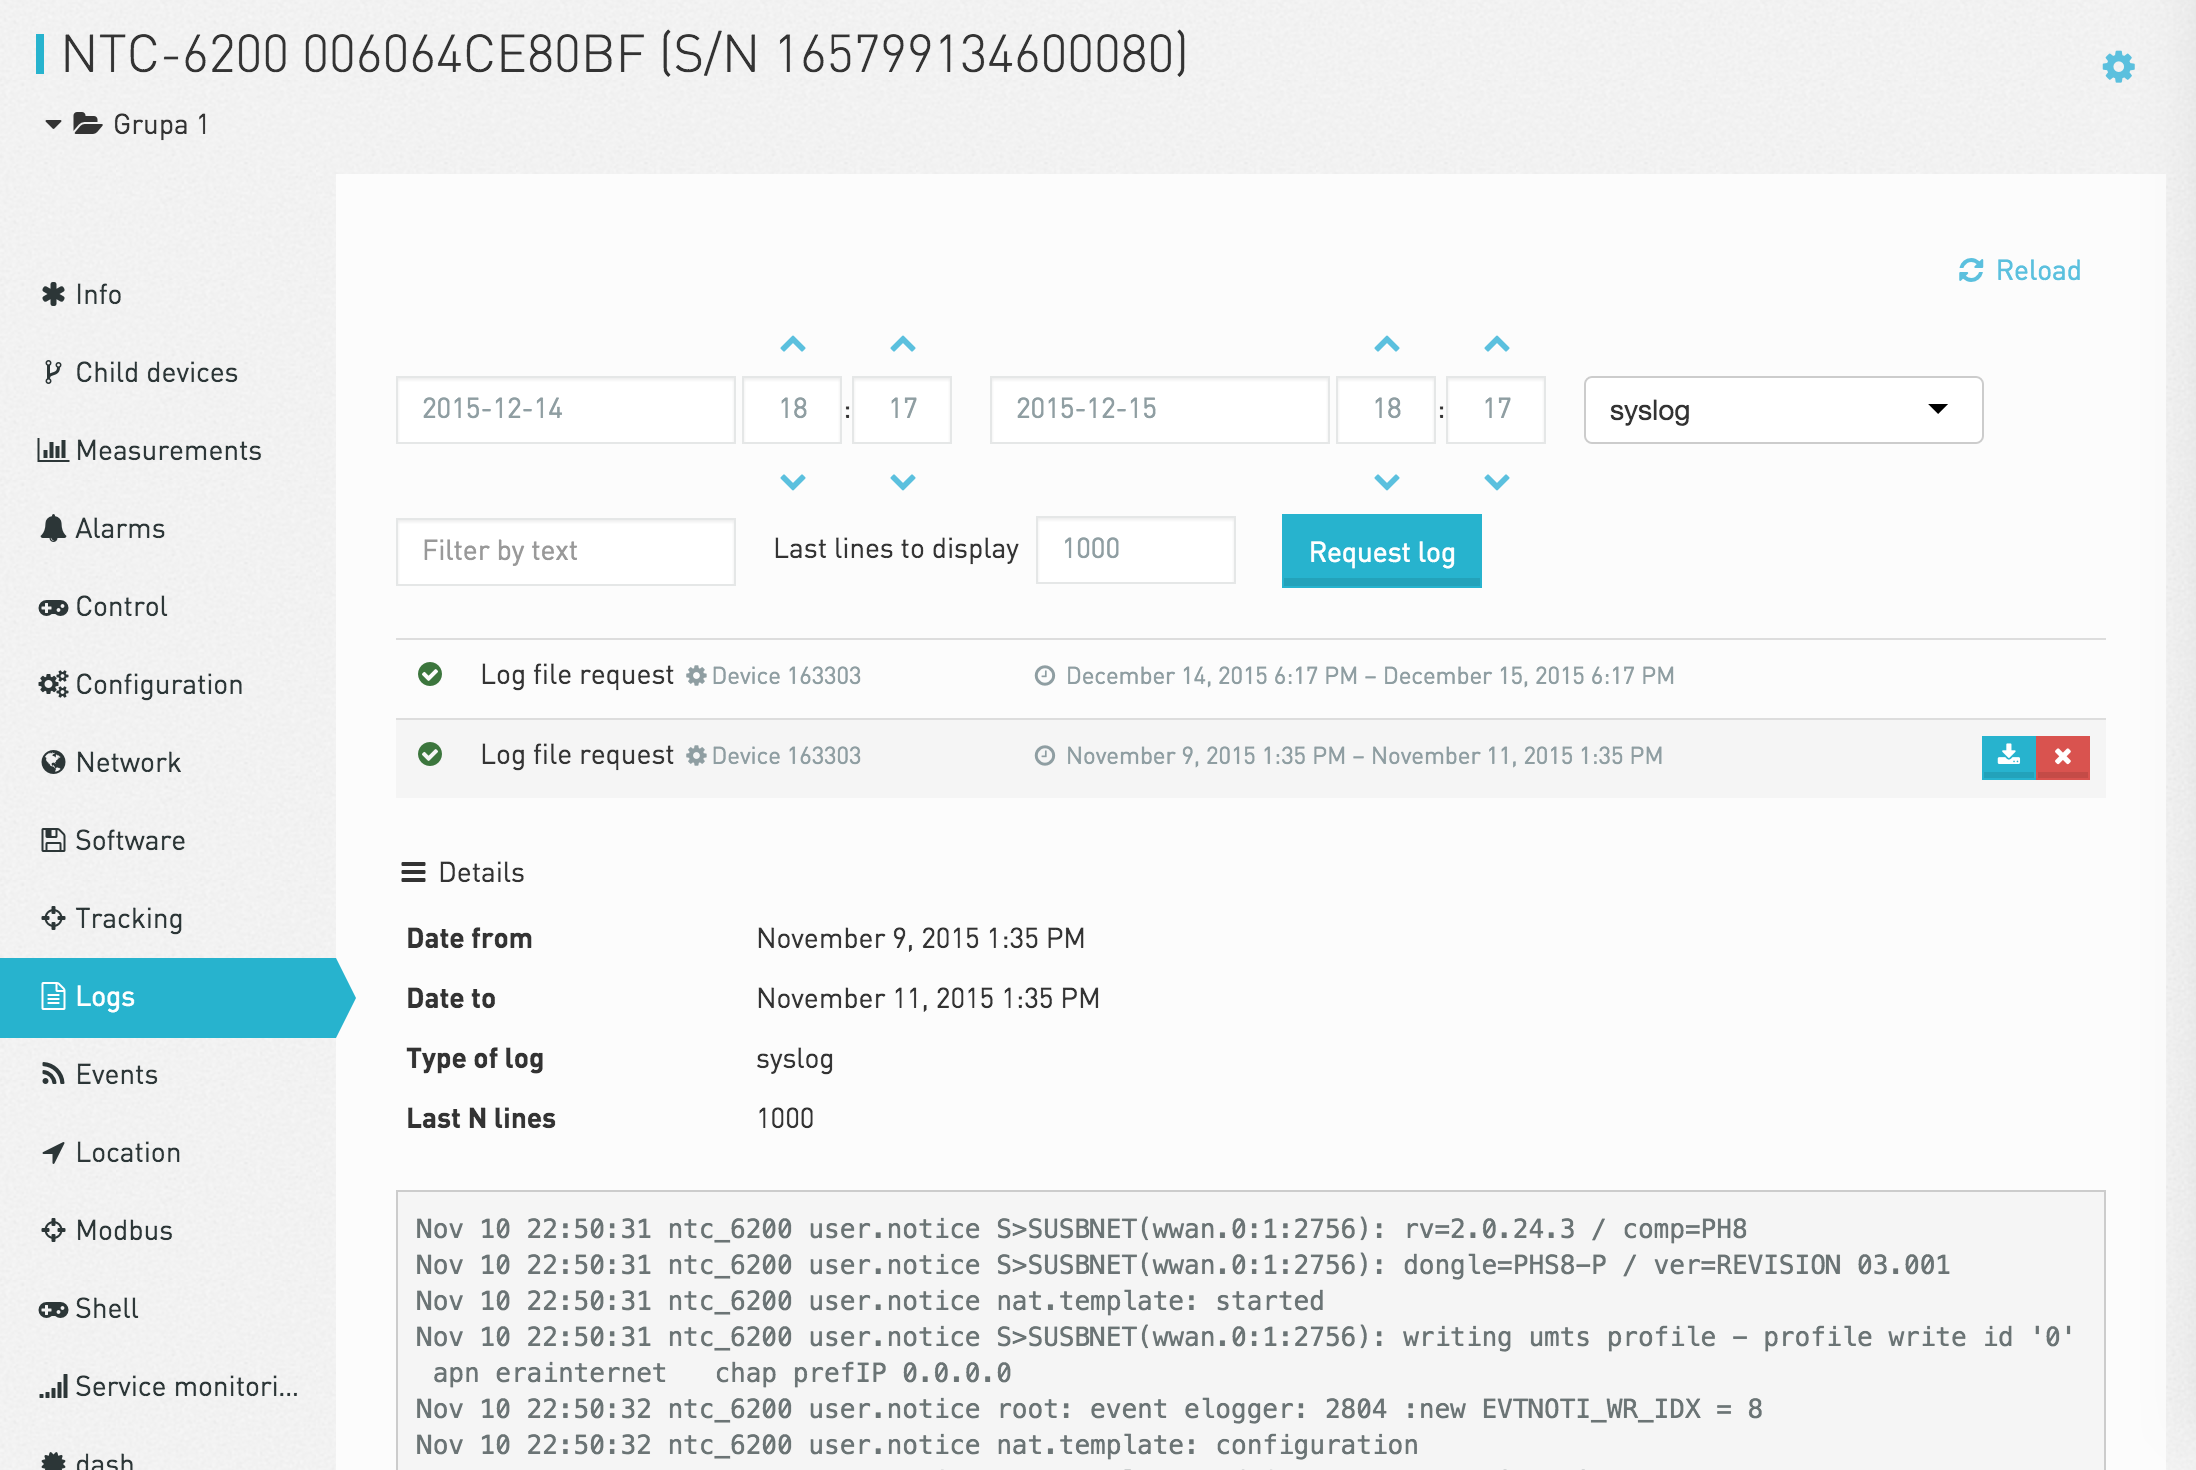 NTC-6200 006064CE80BF (S/N 165799134600080)
Grupa 1
Reload
Info
Child devices
Measurements
Alarms
Control
Configuration
Network
Software
Tracking
Logs
Events
Location
Modbus
Shell
Service monitori...
dash
2015-12-14 18 : 17 2015-12-15 18 : 17 syslog
Filter by text Last lines to display 1000 Request log
Log file request Device 163303 December 14, 2015 6:17 PM – December 15, 2015 6:17 PM
Log file request Device 163303 November 9, 2015 1:35 PM – November 11, 2015 1:35 PM
Details
Date from November 9, 2015 1:35 PM
Date to November 11, 2015 1:35 PM
Type of log syslog
Last N lines 1000
Nov 10 22:50:31 ntc_6200 user.notice S>SUSBNET(wwan.0:1:2756): rv=2.0.24.3 / comp=PH8
Nov 10 22:50:31 ntc_6200 user.notice S>SUSBNET(wwan.0:1:2756): dongle=PHS8-P / ver=REVISION 03.001
Nov 10 22:50:31 ntc_6200 user.notice nat.template: started
Nov 10 22:50:31 ntc_6200 user.notice S>SUSBNET(wwan.0:1:2756): writing umts profile - profile write id '0'
apn erainternet chap prefIP 0.0.0.0
Nov 10 22:50:32 ntc_6200 user.notice root: event elogger: 2804 :new EVTNOTI_WR_IDX = 8
Nov 10 22:50:32 ntc_6200 user.notice nat.template: configuration